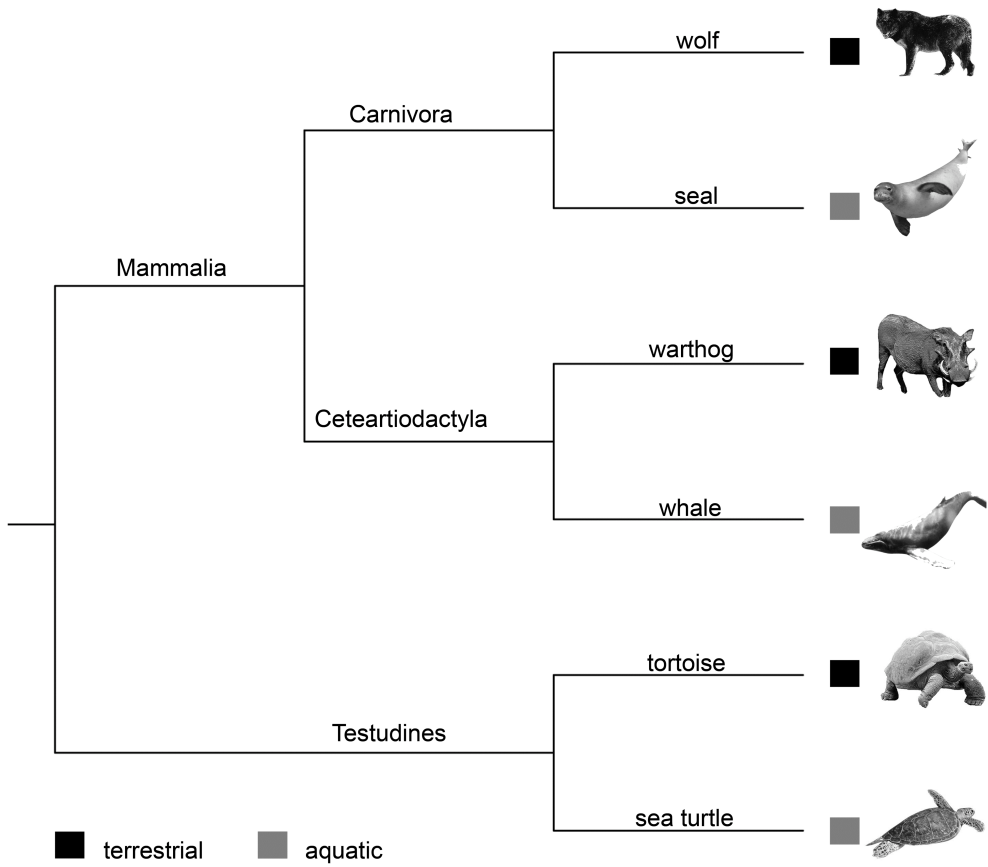 wolf
Carnivora
seal
Mammalia
warthog
Ceteartiodactyla
whale
tortoise
Testudines
sea turtle
terrestrial
aquatic